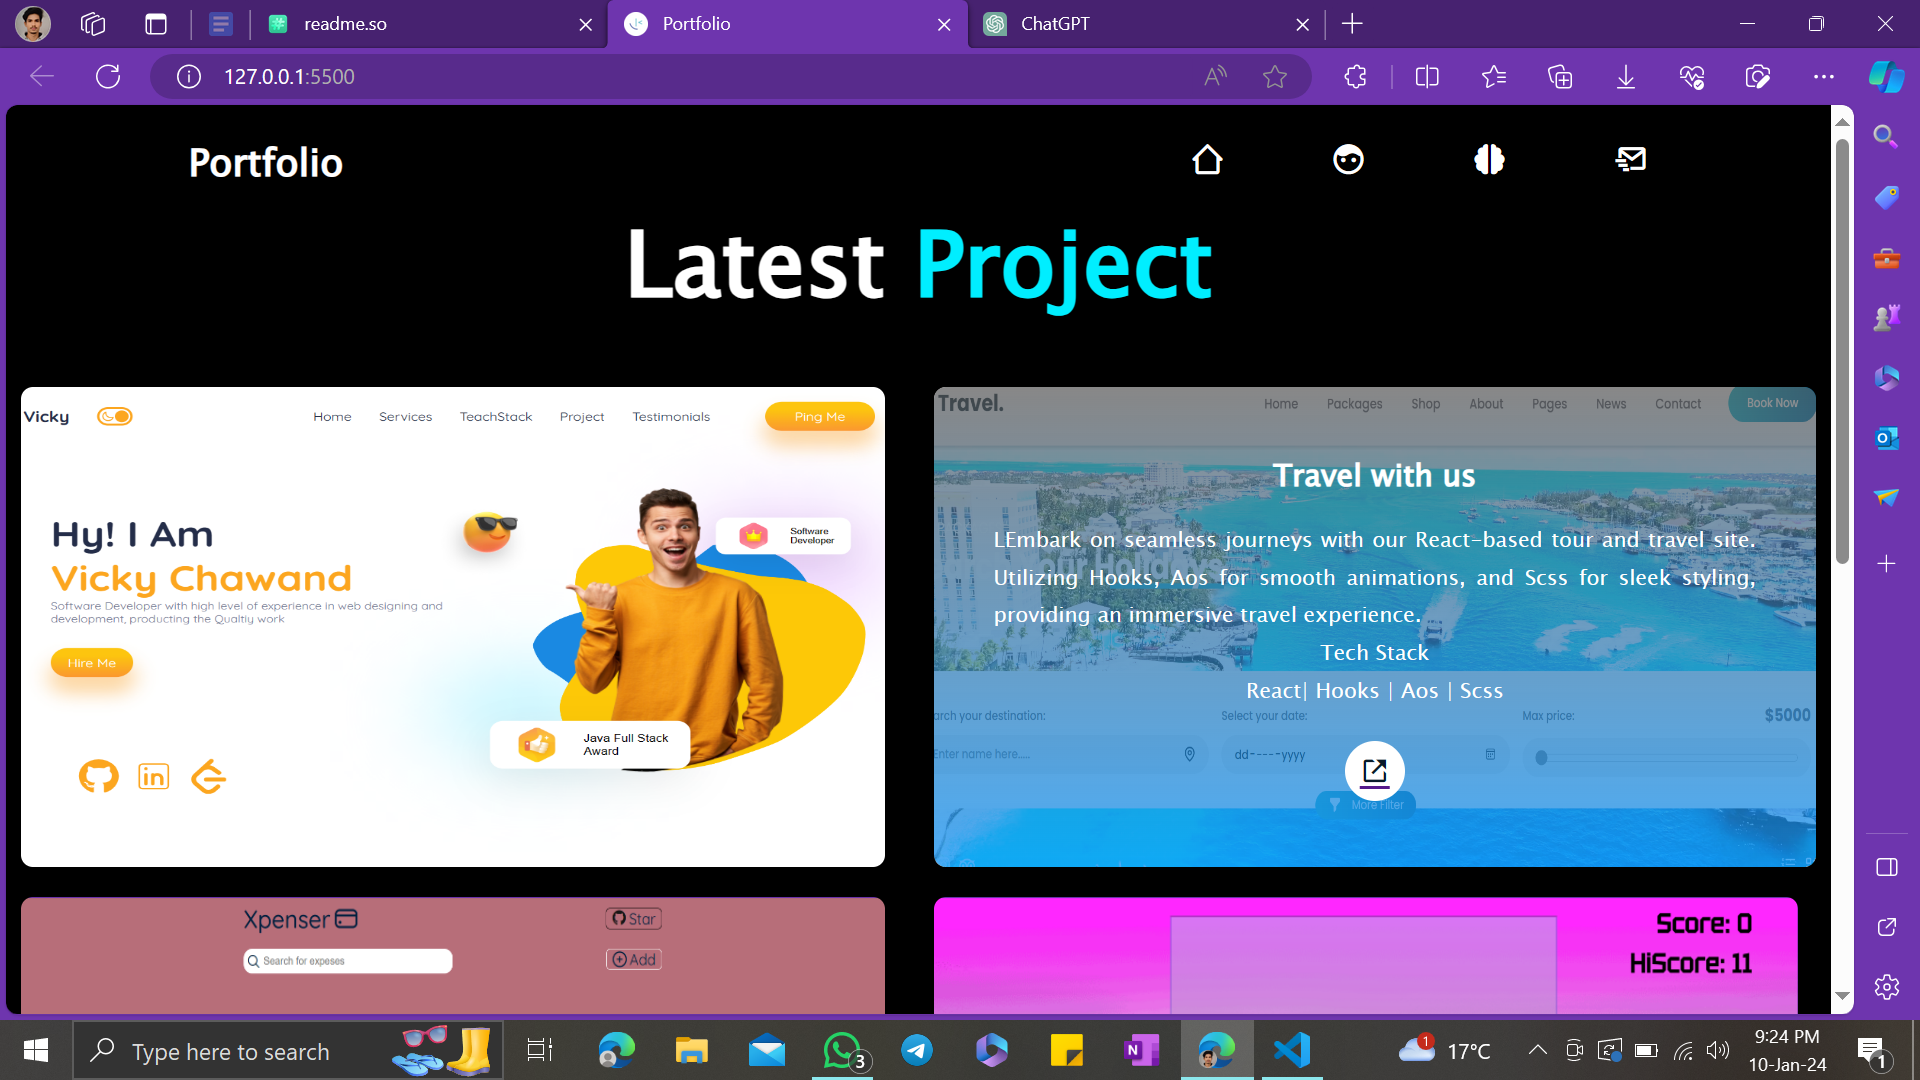 readme.so
Portfolio
ChatGPT
127.0.0.1:5500
Portfolio
Latest Project
Vicky
Home Services TeachStack Project Testimonials Ping Me
Hy! I Am
Vicky Chawand
Software Developer with high level of experience in web designing and
development, producting the Qualtiy work
Hire Me
Software
Developer
Java Full Stack
Award
Travel.
Home Packages Shop About Pages News Contact Book Now
Travel with us
LEmbark on seamless journeys with our React-based tour and travel site.
Utilizing Hooks, Aos for smooth animations, and Scss for sleek styling,
providing an immersive travel experience.
Tech Stack
React| Hooks | Aos | Scss
arch your destination: Select your date: Max price: $5000
Enter name here..... dd-----yyyy
More Filter
Xpenser
Star
Search for expeses
Add
Score: 0
HiScore: 11
Type here to search
3
1
17°C
9:24 PM
10-Jan-24
1